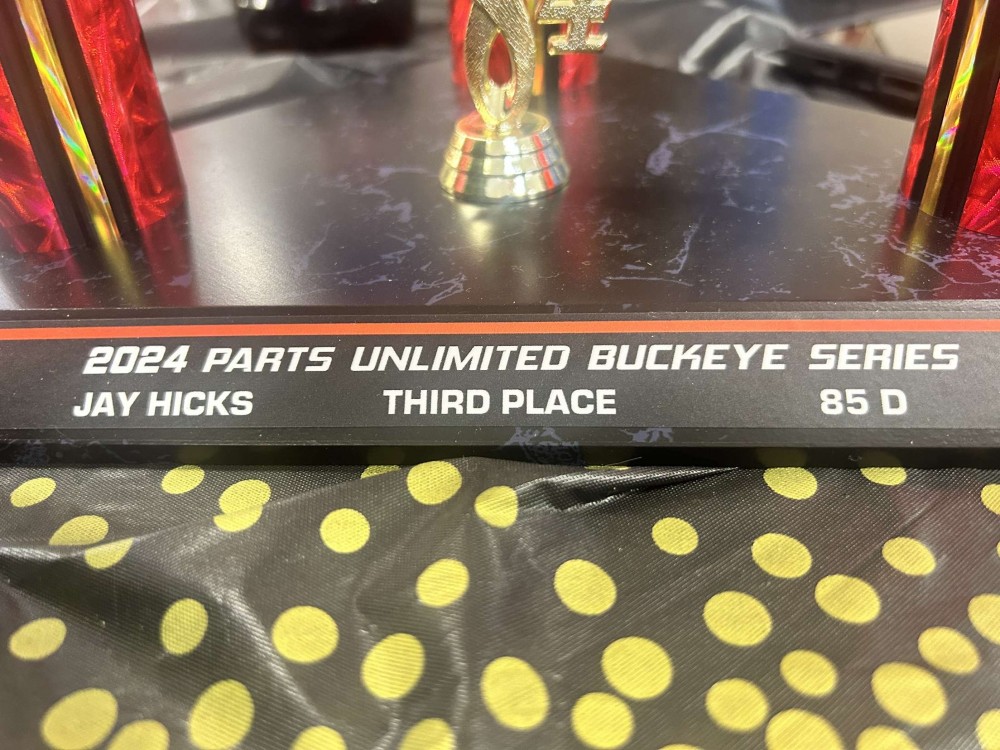 2024 PARTS UNLIMITED BUCKEYE SERIES
JAY HICKS THIRD PLACE 85 D